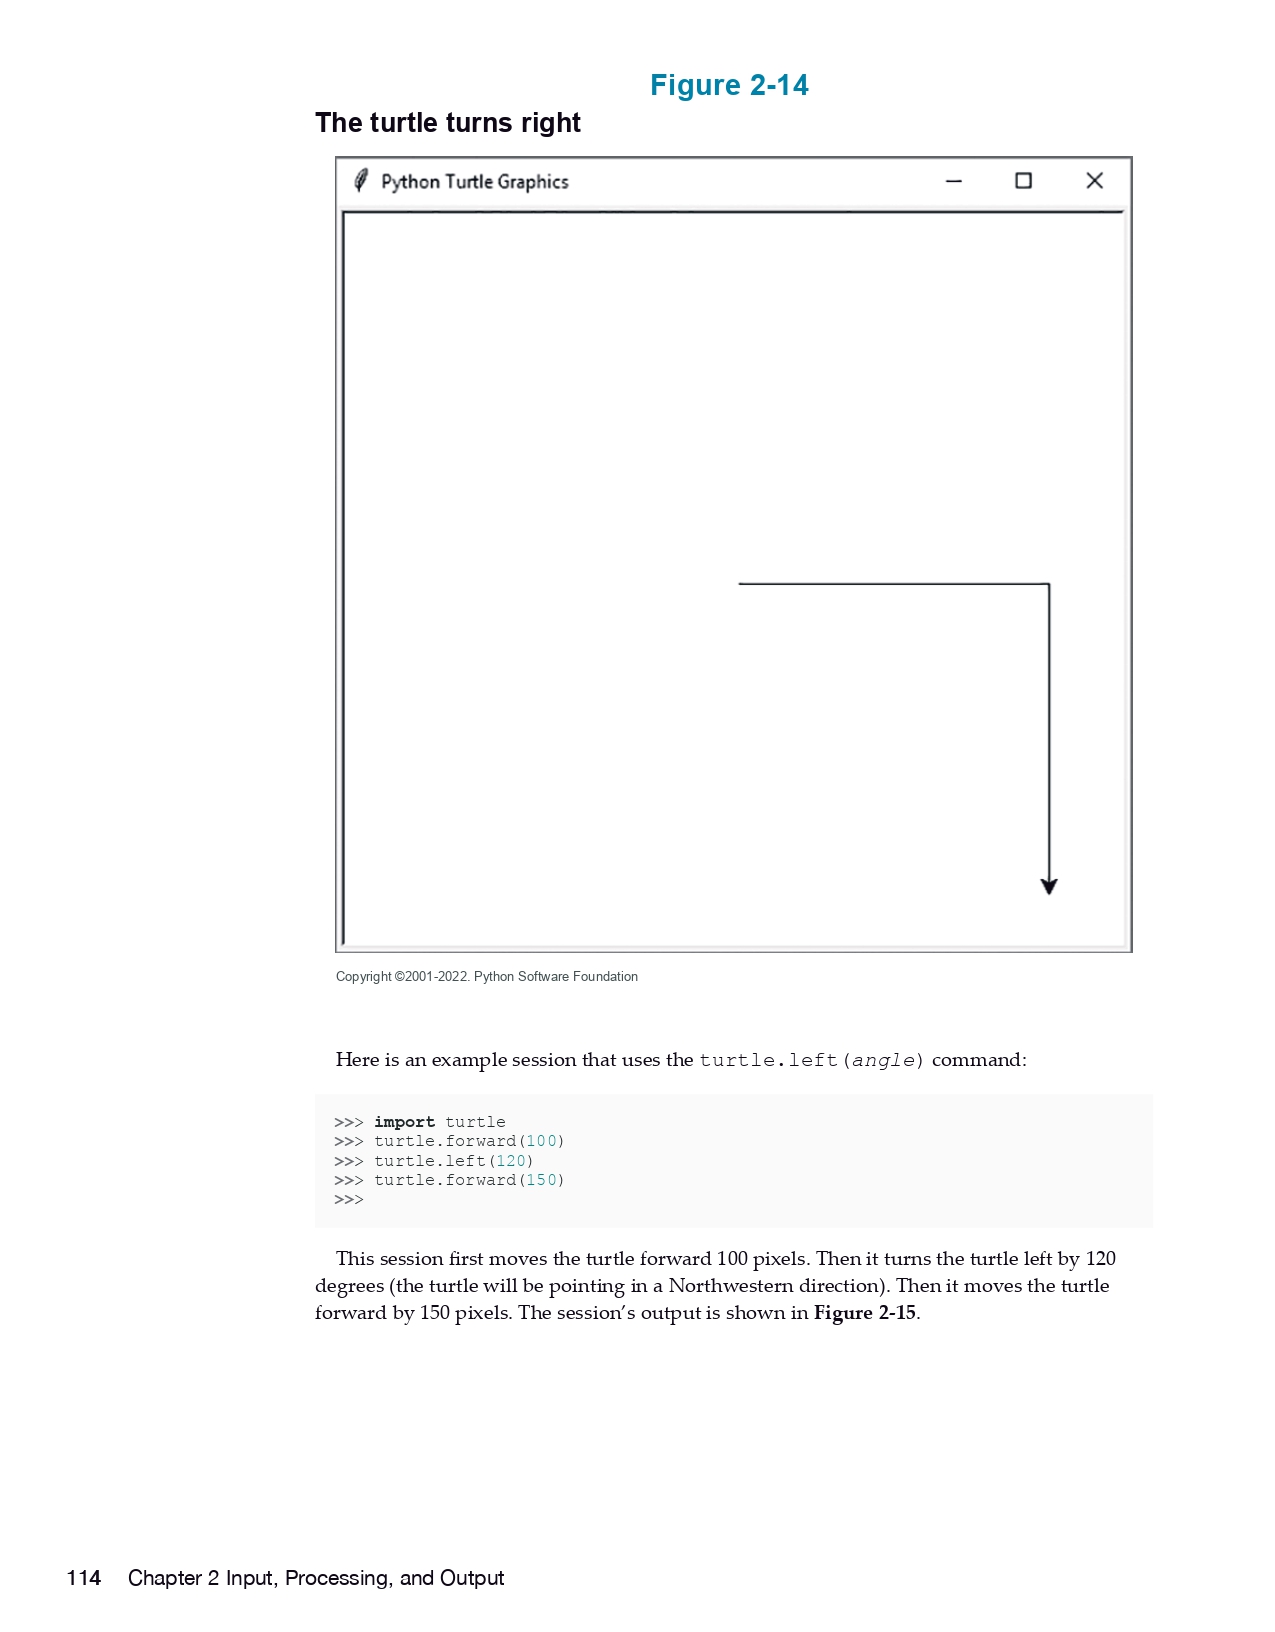 Figure 2-14
The turtle turns right
Python Turtle Graphics
Copyright ©2001-2022. Python Software Foundation
Here is an example session that uses the turtle.left(angle) command:
>>> import turtle
>>> turtle.forward(100)
>>> turtle.left(120)
>>> turtle.forward(150)
>>>
This session first moves the turtle forward 100 pixels. Then it turns the turtle left by 120
degrees (the turtle will be pointing in a Northwestern direction). Then it moves the turtle
forward by 150 pixels. The session’s output is shown in Figure 2-15.
114 Chapter 2 Input, Processing, and Output